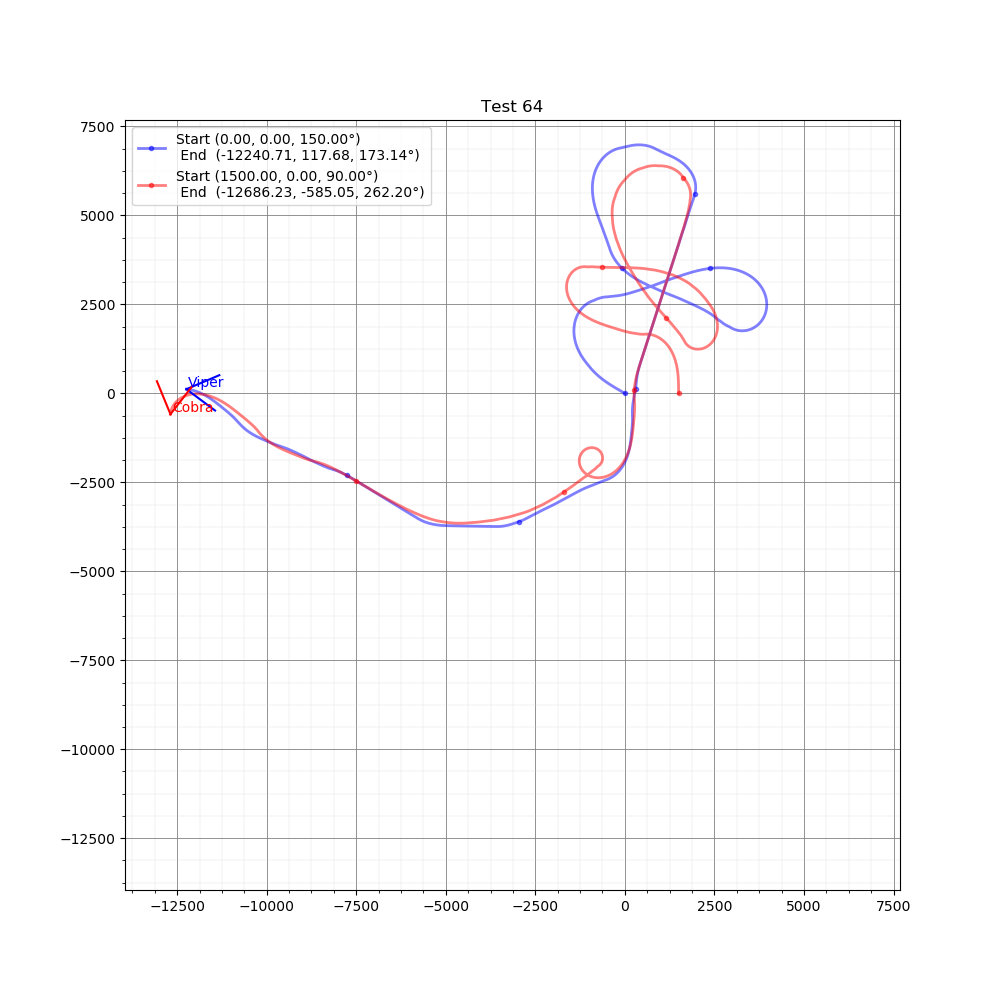 Test 64
Start (0.00, 0.00, 150.00°)
End  (-12240.71, 117.68, 173.14°)
Start (1500.00, 0.00, 90.00°)
End  (-12686.23, -585.05, 262.20°)
7500
5000
2500
0
−2500
−5000
−7500
−10000
−12500
Viper
Cobra
−12500
−10000
−7500
−5000
−2500
0
2500
5000
7500